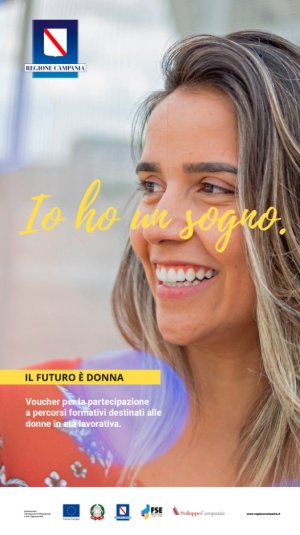 REGIONE CAMPANIA
Io ho un sogno.
IL FUTURO È DONNA
Voucher per la partecipazione
a percorsi formativi destinati alle
donne in età lavorativa.
FSE
SviluppoCampania
www.regione.campania.it